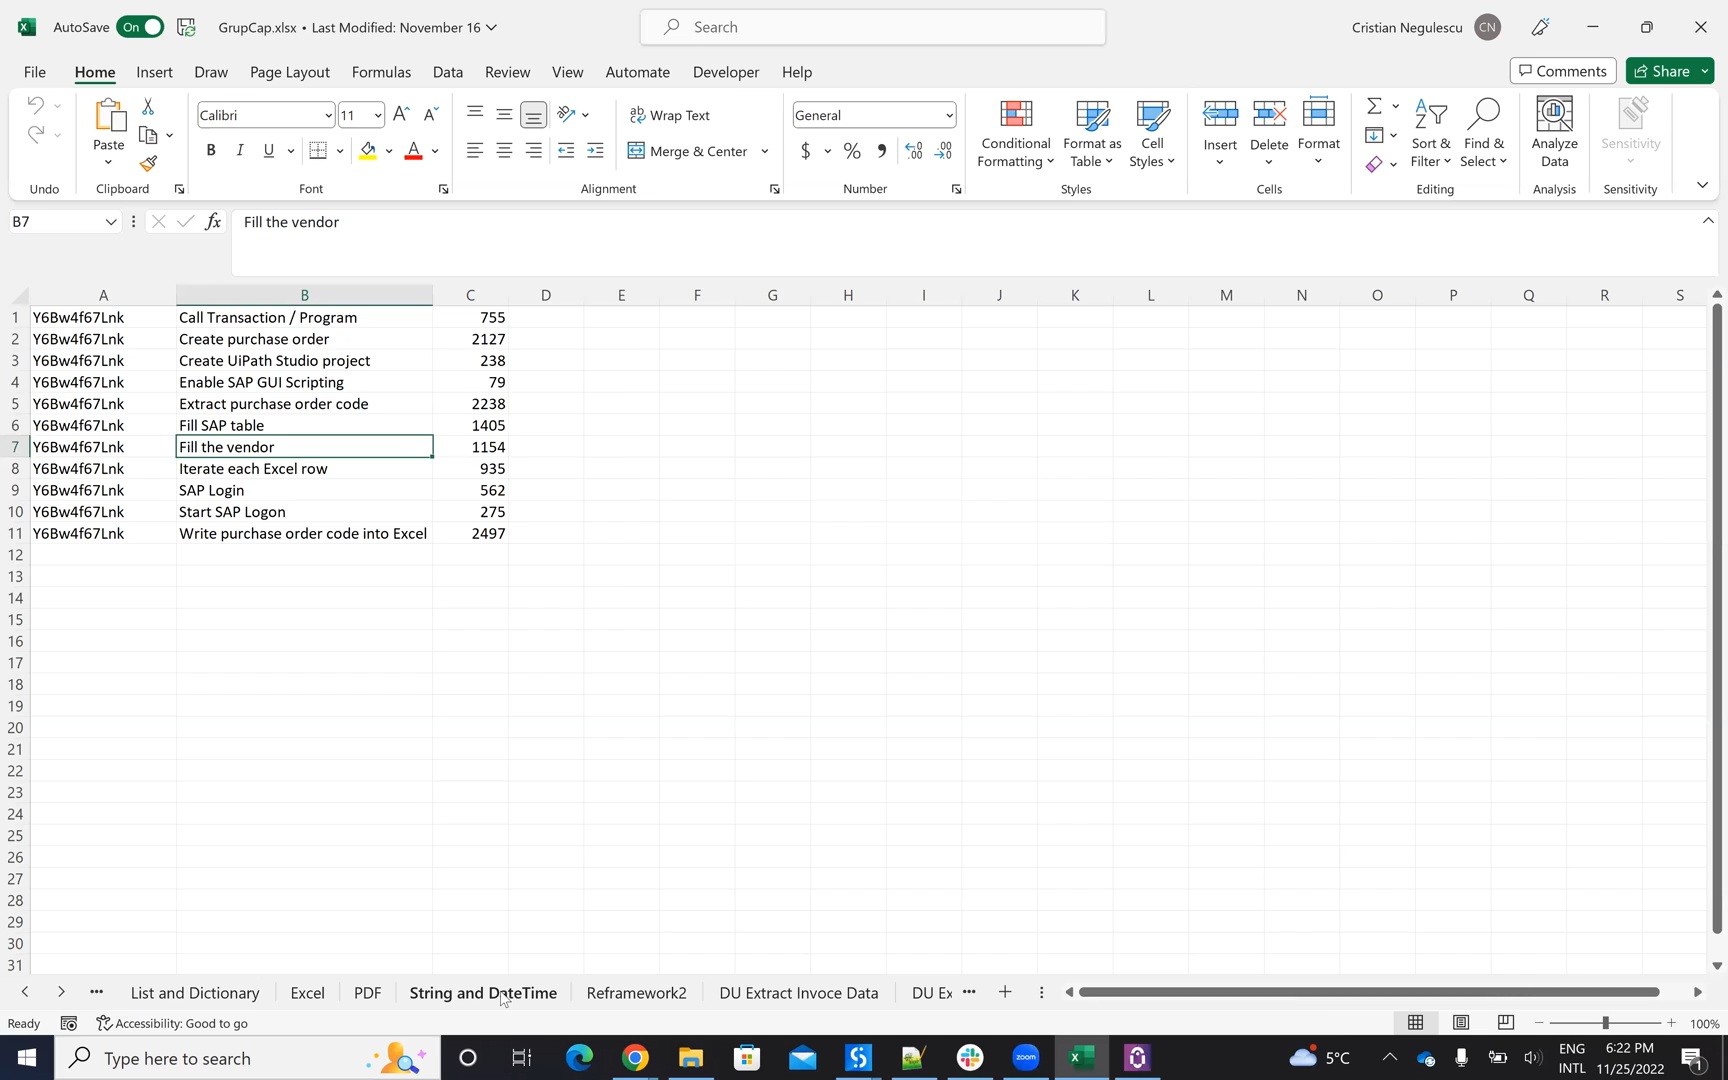 AutoSave On GrupCap.xlsx • Last Modified: November 16 Search Cristian Negulescu CN
File Home Insert Draw Page Layout Formulas Data Review View Automate Developer Help Comments Share
Calibri 11 Wrap Text General
Paste B I U Merge & Center $ % Conditional Formatting Format as Table Cell Styles Insert Delete Format Sort & Filter Find & Select Analyze Data Sensitivity
Undo Clipboard Font Alignment Number Styles Cells Editing Analysis Sensitivity
B7 fx Fill the vendor
A B C D E F G H I J K L M N O P Q R S
1 Y6Bw4f67Lnk Call Transaction / Program 755
2 Y6Bw4f67Lnk Create purchase order 2127
3 Y6Bw4f67Lnk Create UiPath Studio project 238
4 Y6Bw4f67Lnk Enable SAP GUI Scripting 79
5 Y6Bw4f67Lnk Extract purchase order code 2238
6 Y6Bw4f67Lnk Fill SAP table 1405
7 Y6Bw4f67Lnk Fill the vendor 1154
8 Y6Bw4f67Lnk Iterate each Excel row 935
9 Y6Bw4f67Lnk SAP Login 562
10 Y6Bw4f67Lnk Start SAP Logon 275
11 Y6Bw4f67Lnk Write purchase order code into Excel 2497
12
13
14
15
16
17
18
19
20
21
22
23
24
25
26
27
28
29
30
31
List and Dictionary Excel PDF String and DateTime Reframework2 DU Extract Invoce Data DU Ex
Ready Accessibility: Good to go 100%
Type here to search zoom 5°C ENG INTL 6:22 PM 11/25/2022 1